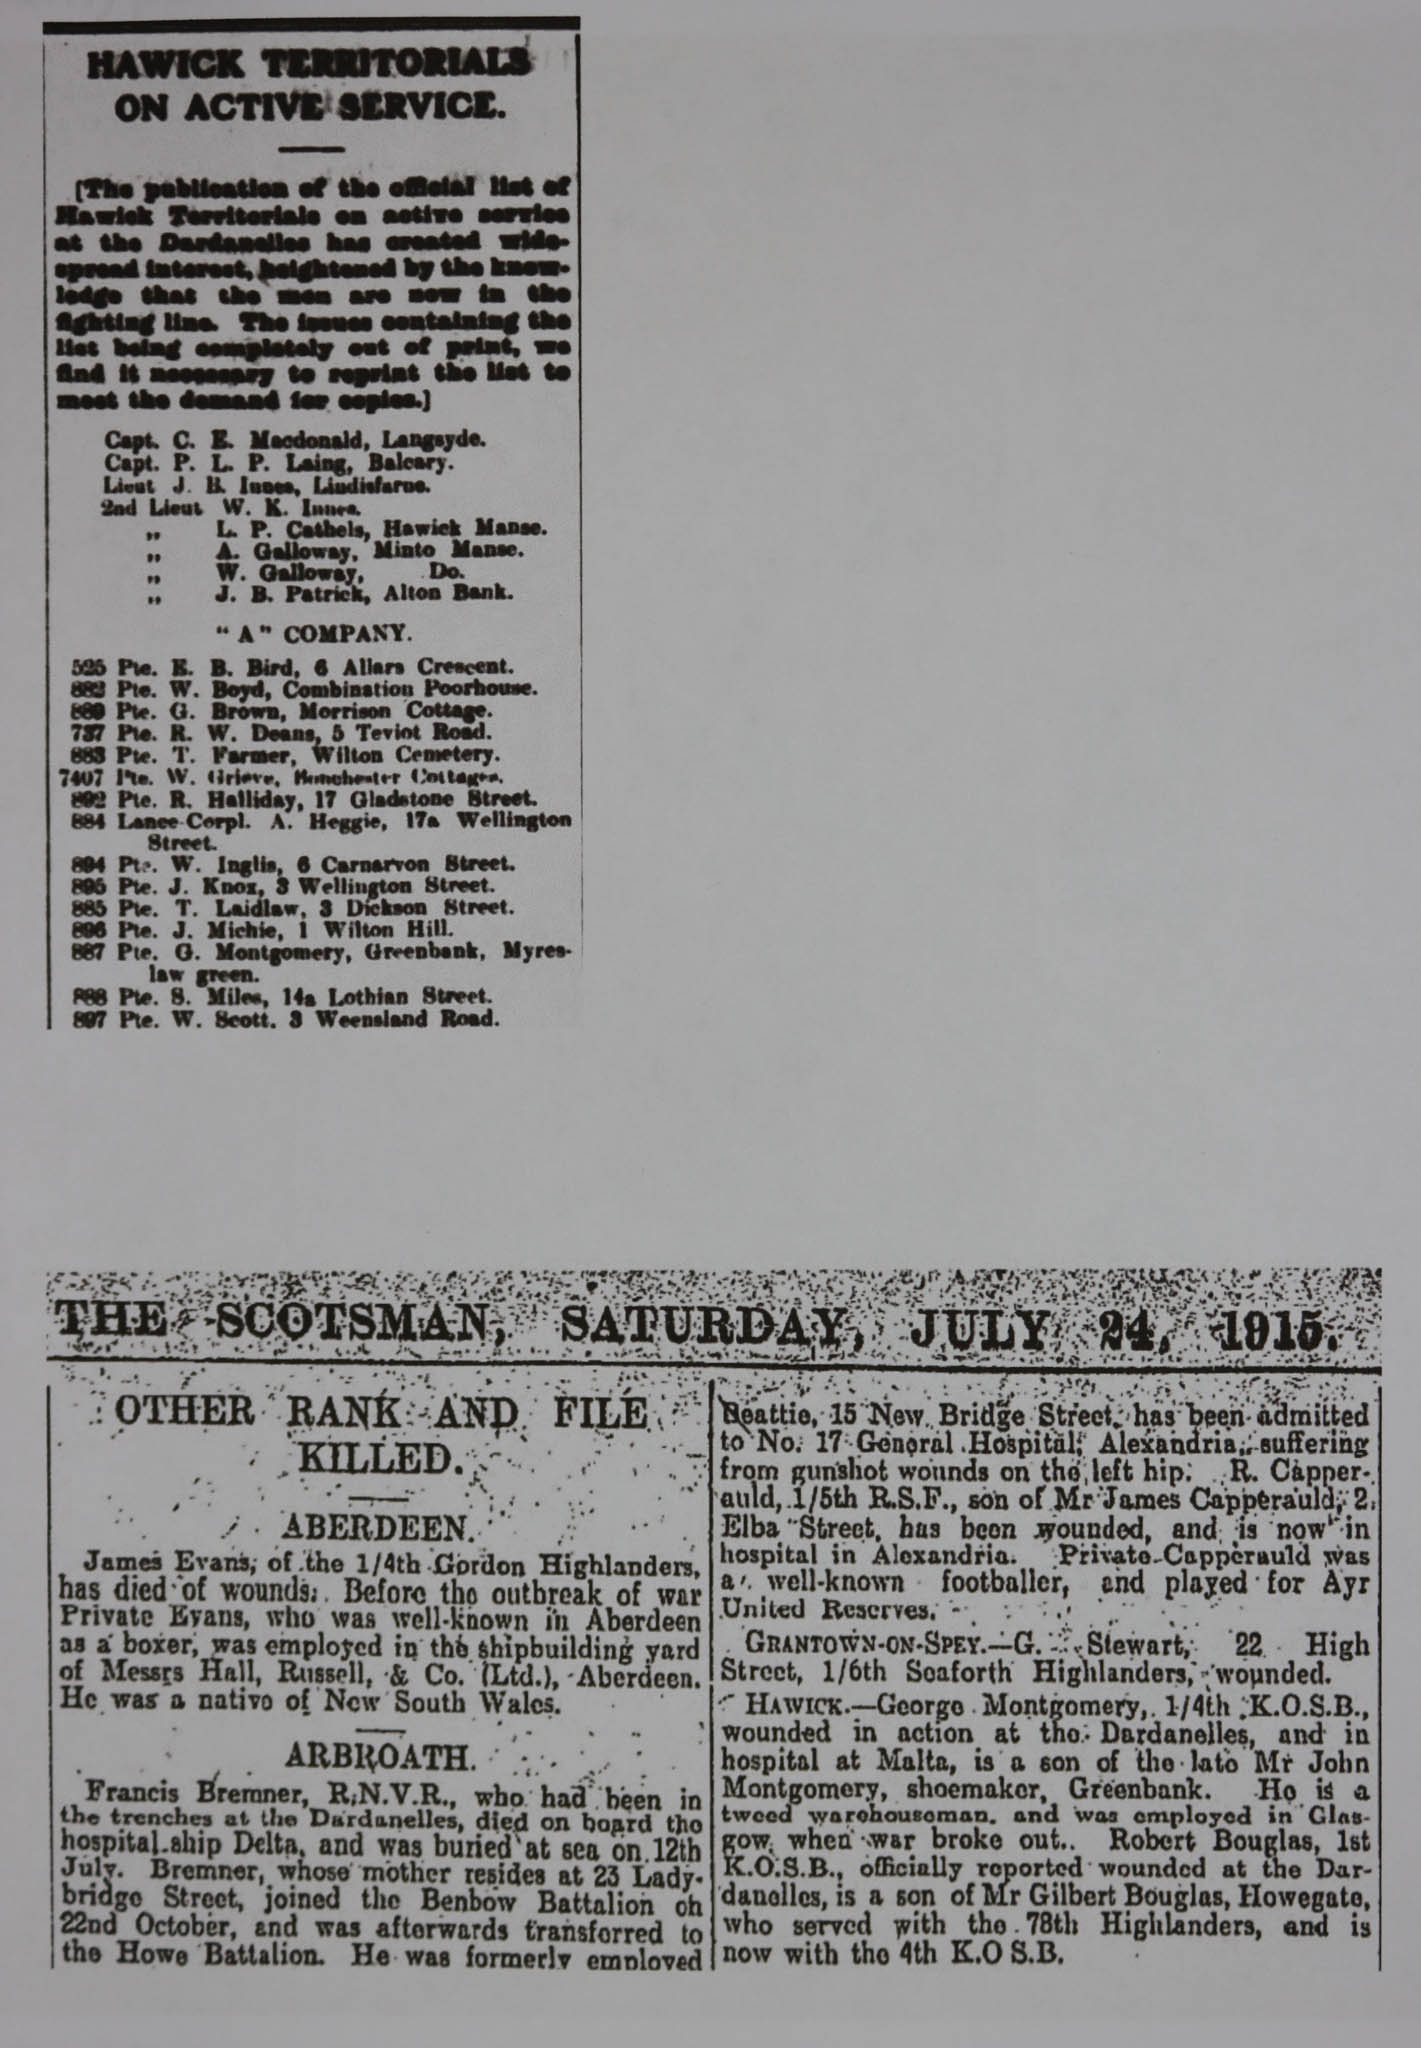 HAWICK TERRITORIALS
ON ACTIVE SERVICE.
[The publication of the official list of
Hawick Territorials on active service
at the Dardanelles has created wide-
spread interest, heightened by the know-
ledge that the men are now in the
fighting line. The issues containing the
list being completely out of print, we
find it necessary to reprint the list to
meet the demand for copies.]
Capt. C. E. Macdonald, Langsyde.
Capt. P. L. P. Laing, Balcary.
Lieut J. B. Innes, Lindisfarne.
2nd Lieut W. K. Innes.
„ L. P. Cathels, Hawick Manse.
„ A. Galloway, Minto Manse.
„ W. Galloway, Do.
„ J. B. Patrick, Alton Bank.
"A" COMPANY.
525 Pte. E. B. Bird, 6 Allars Crescent.
882 Pte. W. Boyd, Combination Poorhouse.
889 Pte. G. Brown, Morrison Cottage.
737 Pte. R. W. Deans, 5 Teviot Road.
883 Pte. T. Farmer, Wilton Cemetery.
7407 Pte. W. Grieve, Manchester Cottages.
892 Pte. R. Halliday, 17 Gladstone Street.
884 Lance-Corpl. A. Heggie, 17a Wellington
Street.
894 Pte. W. Inglis, 6 Carnarvon Street.
895 Pte. J. Knox, 3 Wellington Street.
885 Pte. T. Laidlaw, 3 Dickson Street.
896 Pte. J. Michie, 1 Wilton Hill.
887 Pte. G. Montgomery, Greenbank, Myres-
law green.
888 Pte. S. Miles, 14a Lothian Street.
897 Pte. W. Scott. 3 Weensland Road.
THE SCOTSMAN, SATURDAY, JULY 24, 1915.
OTHER RANK AND FILE
KILLED.
ABERDEEN.
James Evans, of the 1/4th Gordon Highlanders,
has died of wounds. Before the outbreak of war
Private Evans, who was well-known in Aberdeen
as a boxer, was employed in the shipbuilding yard
of Messrs Hall, Russell, & Co. (Ltd.), Aberdeen.
He was a native of New South Wales.
ARBROATH.
Francis Bremner, R.N.V.R., who had been in
the trenches at the Dardanelles, died on board the
hospital ship Delta, and was buried at sea on 12th
July. Bremner, whose mother resides at 23 Lady-
bridge Street, joined the Benbow Battalion on
22nd October, and was afterwards transferred to
the Howe Battalion. He was formerly employed
Beattie, 15 New Bridge Street, has been admitted
to No. 17 General Hospital, Alexandria, suffering
from gunshot wounds on the left hip. R. Capper-
auld, 1/5th R.S.F., son of Mr James Capperauld, 2
Elba Street, has been wounded, and is now in
hospital in Alexandria. Private Capperauld was
a well-known footballer, and played for Ayr
United Reserves.
GRANTOWN-ON-SPEY.—G. Stewart, 22 High
Street, 1/6th Seaforth Highlanders, wounded.
HAWICK.—George Montgomery, 1/4th K.O.S.B.,
wounded in action at the Dardanelles, and in
hospital at Malta, is a son of the late Mr John
Montgomery, shoemaker, Greenbank. He is a
tweed warehouseman, and was employed in Glas-
gow when war broke out. Robert Bouglas, 1st
K.O.S.B., officially reported wounded at the Dar-
danelles, is a son of Mr Gilbert Bouglas, Howegate,
who served with the 78th Highlanders, and is
now with the 4th K.O S.B.